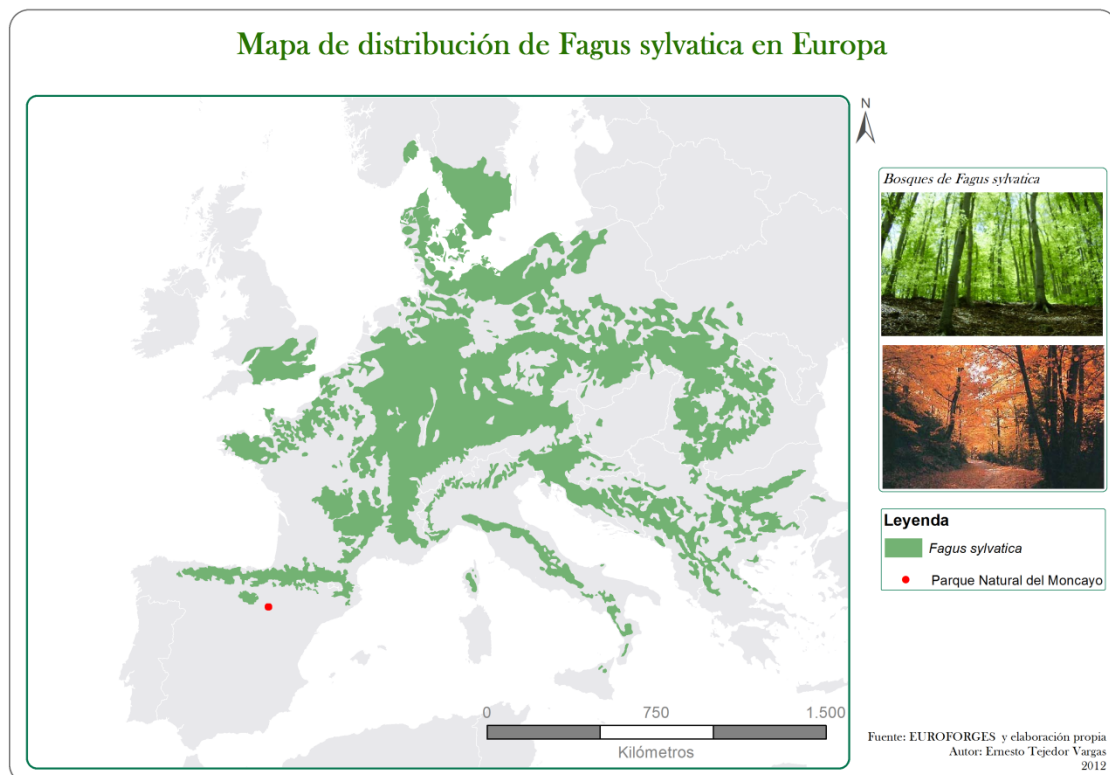 Mapa de distribución de Fagus sylvatica en Europa
N
Bosques de Fagus sylvatica
Leyenda
Fagus sylvatica
Parque Natural del Moncayo
0 750 1.500
Kilómetros
Fuente: EUROFORGES y elaboración propia
Autor: Ernesto Tejedor Vargas
2012